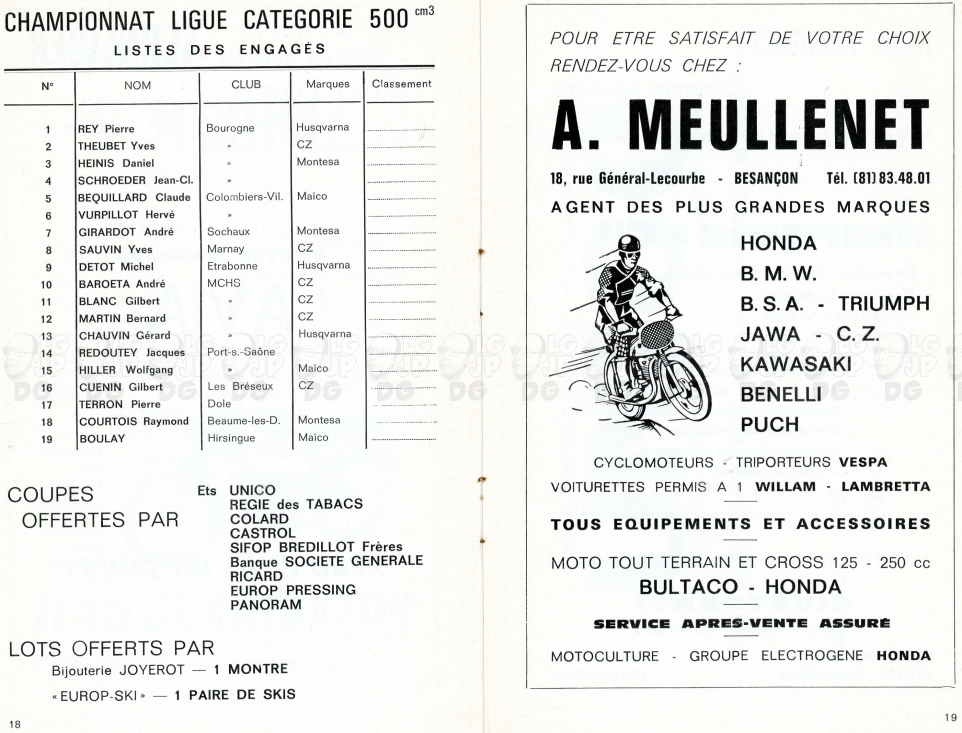 CHAMPIONNAT LIGUE CATEGORIE 500 cm3
LISTES DES ENGAGÉS
N° NOM CLUB Marques Classement
1 REY Pierre Bourogne Husqvarna
2 THEUBET Yves » CZ
3 HEINIS Daniel » Montesa
4 SCHROEDER Jean-Cl. »
5 BEQUILLARD Claude Colombiers-Vil. Maico
6 VURPILLOT Hervé »
7 GIRARDOT André Sochaux Montesa
8 SAUVIN Yves Marnay CZ
9 DETOT Michel Etrabonne Husqvarna
10 BAROETA André MCHS CZ
11 BLANC Gilbert » CZ
12 MARTIN Bernard » CZ
13 CHAUVIN Gérard » Husqvarna
14 REDOUTEY Jacques Port-s.-Saône
15 HILLER Wolfgang » Maico
16 CUENIN Gilbert Les Bréseux CZ
17 TERRON Pierre Dole
18 COURTOIS Raymond Beaume-les-D. Montesa
19 BOULAY Hirsingue Maico
COUPES
OFFERTES PAR
Ets UNICO
REGIE des TABACS
COLARD
CASTROL
SIFOP BREDILLOT Frères
Banque SOCIETE GENERALE
RICARD
EUROP PRESSING
PANORAM
LOTS OFFERTS PAR
Bijouterie JOYEROT — 1 MONTRE
« EUROP-SKI » — 1 PAIRE DE SKIS
18
POUR ETRE SATISFAIT DE VOTRE CHOIX
RENDEZ-VOUS CHEZ :
A. MEULLENET
18, rue Général-Lecourbe - BESANÇON Tél. (81) 83.48.01
AGENT DES PLUS GRANDES MARQUES
HONDA
B.M.W.
B.S.A. - TRIUMPH
JAWA - C.Z.
KAWASAKI
BENELLI
PUCH
CYCLOMOTEURS - TRIPORTEURS VESPA
VOITURETTES PERMIS A 1 WILLAM - LAMBRETTA
TOUS EQUIPEMENTS ET ACCESSOIRES
MOTO TOUT TERRAIN ET CROSS 125 - 250 cc
BULTACO - HONDA
SERVICE APRES-VENTE ASSURÉ
MOTOCULTURE - GROUPE ELECTROGENE HONDA
19